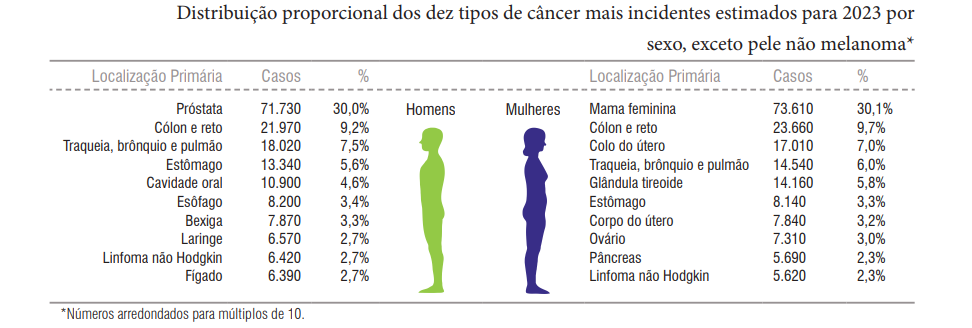 Distribuição proporcional dos dez tipos de câncer mais incidentes estimados para 2023 por
sexo, exceto pele não melanoma*
Localização Primária Casos % Localização Primária Casos %
Próstata 71.730 30,0% Homens Mulheres Mama feminina 73.610 30,1%
Cólon e reto 21.970 9,2% Cólon e reto 23.660 9,7%
Traqueia, brônquio e pulmão 18.020 7,5% Colo do útero 17.010 7,0%
Estômago 13.340 5,6% Traqueia, brônquio e pulmão 14.540 6,0%
Cavidade oral 10.900 4,6% Glândula tireoide 14.160 5,8%
Esôfago 8.200 3,4% Estômago 8.140 3,3%
Bexiga 7.870 3,3% Corpo do útero 7.840 3,2%
Laringe 6.570 2,7% Ovário 7.310 3,0%
Linfoma não Hodgkin 6.420 2,7% Pâncreas 5.690 2,3%
Fígado 6.390 2,7% Linfoma não Hodgkin 5.620 2,3%
*Números arredondados para múltiplos de 10.